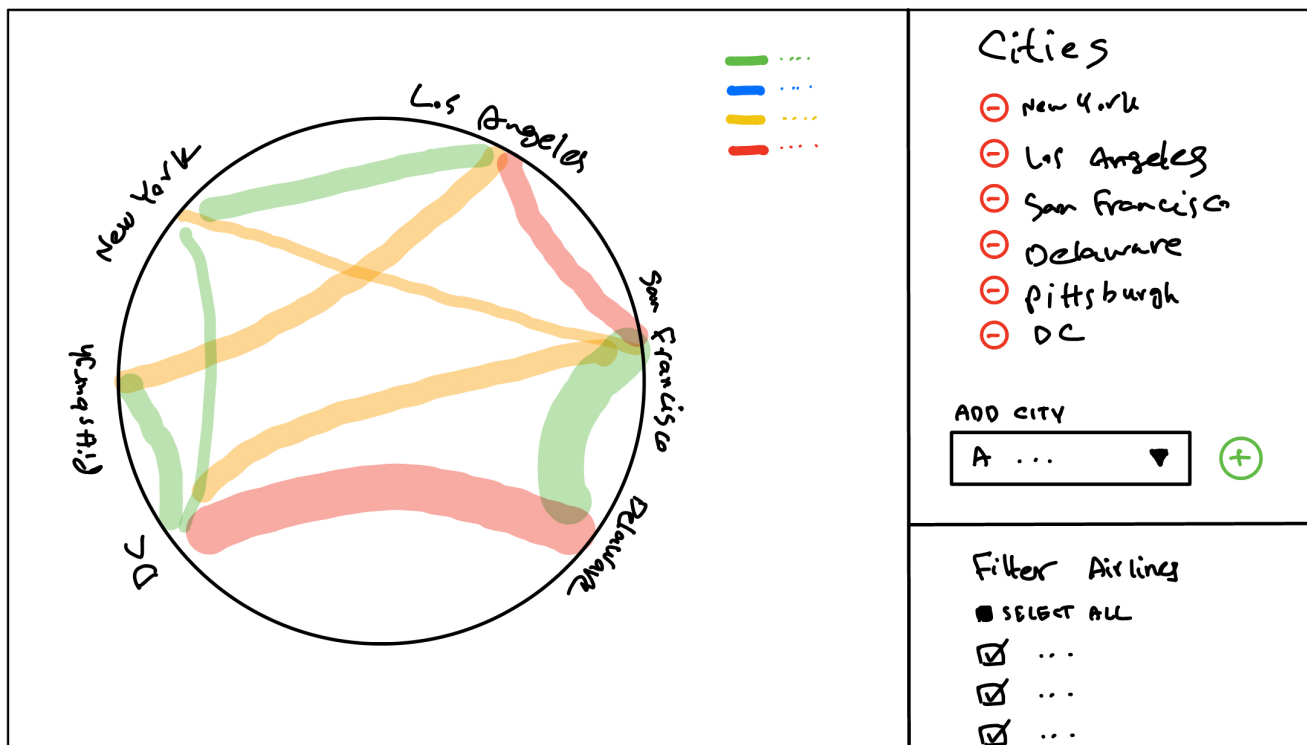 Los Angeles
New York
San Francisco
Pittsburgh
DC
Delaware
....
...
....
....
Cities
New York
Los Angeles
San Francisco
Delaware
Pittsburgh
DC
ADD CITY
A ...
Filter Airlines
SELECT ALL
...
...
...